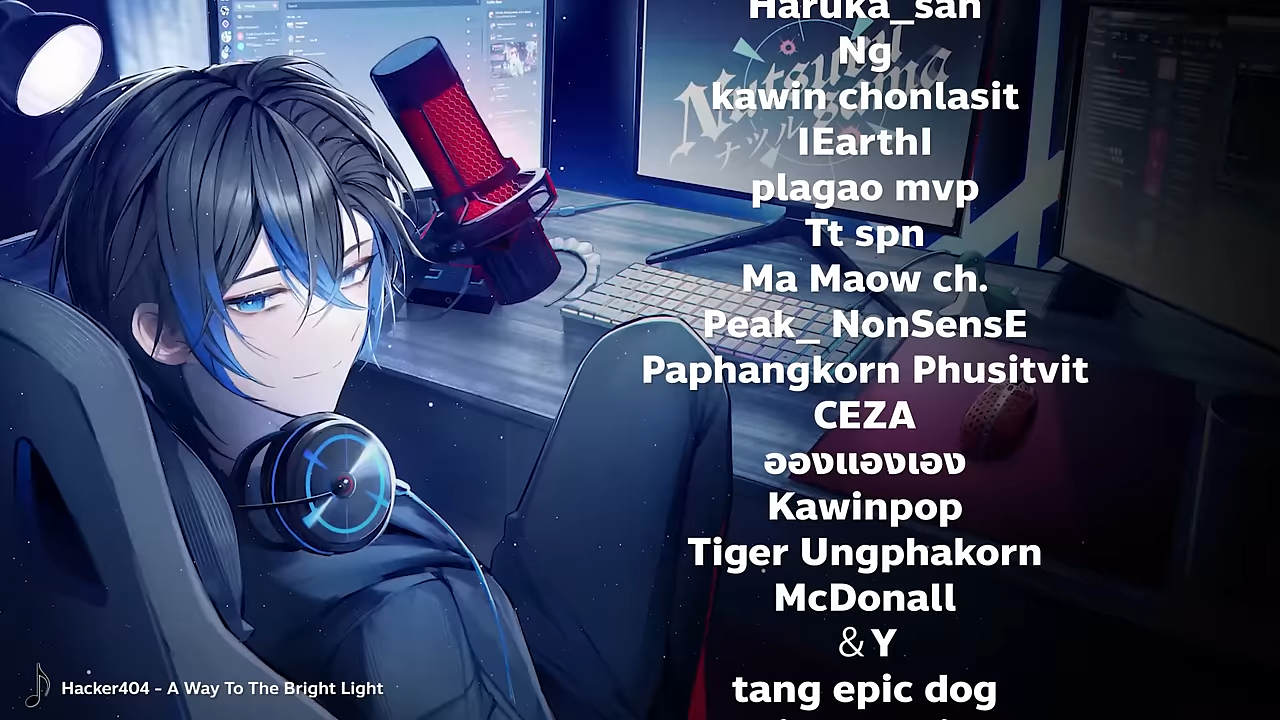 Haruka_san
Ng
kawin chonlasit
IEarthI
plagao mvp
Tt spn
Ma Maow ch.
Peak_ NonSensE
Paphangkorn Phusitvit
CEZA
อองแองเอง
Kawinpop
Tiger Ungphakorn
McDonall
&Y
tang epic dog
Hacker404 - A Way To The Bright Light